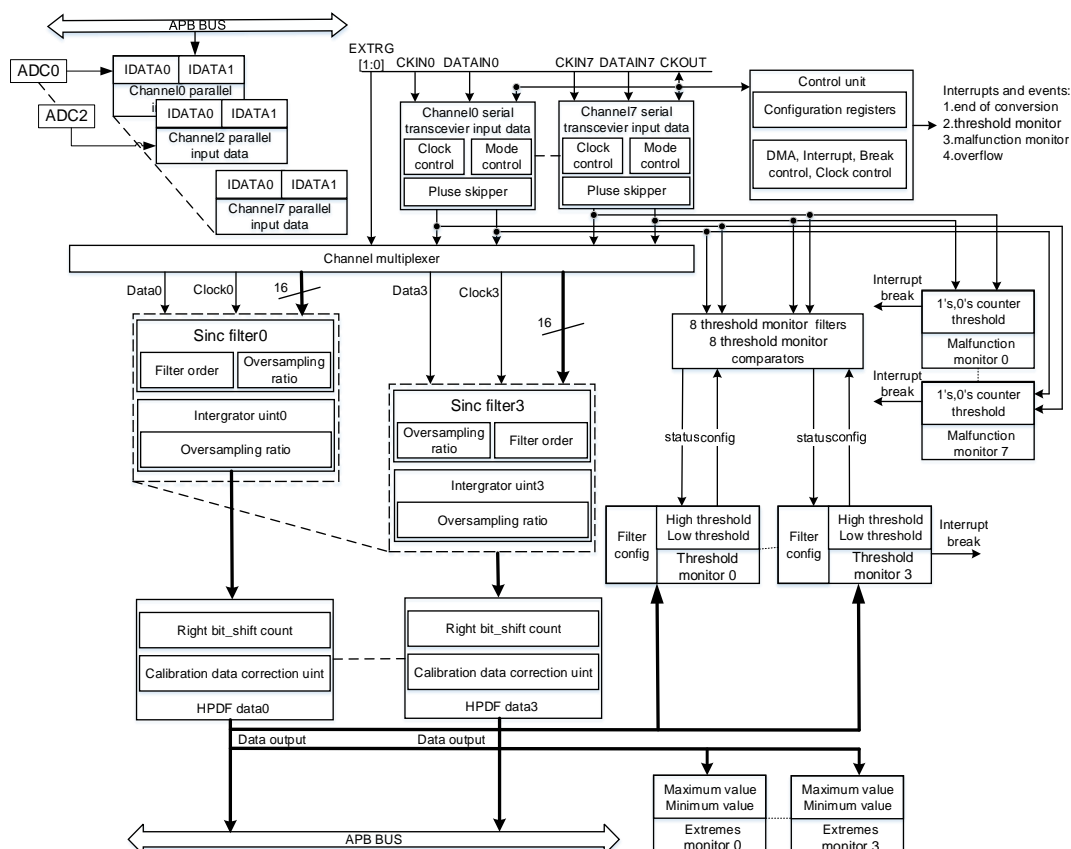 APB BUS
EXTRG
[1:0]
CKIN0
DATAIN0
CKIN7
DATAIN7
CKOUT
ADC0
ADC2
IDATA0
IDATA1
Channel0 parallel
IDATA0
IDATA1
Channel2 parallel
input data
IDATA0
IDATA1
Channel7 parallel
input data
Channel0 serial
transcevier input data
Clock
control
Mode
control
Pluse skipper
Channel7 serial
transcevier input data
Clock
control
Mode
control
Pluse skipper
Control unit
Configuration registers
DMA, Interrupt, Break
control, Clock control
Interrupts and events:
1.end of conversion
2.threshold monitor
3.malfunction monitor
4.overflow
Channel multiplexer
Data0
Clock0
16
Data3
Clock3
16
Sinc filter0
Filter order
Oversampling
ratio
Intergrator uint0
Oversampling ratio
Sinc filter3
Oversampling
ratio
Filter order
Intergrator uint3
Oversampling ratio
8 threshold monitor filters
8 threshold monitor
comparators
Interrupt
break
1's,0's counter
threshold
Malfunction
monitor 0
Interrupt
break
1's,0's counter
threshold
Malfunction
monitor 7
status
config
status
config
Filter
config
High threshold
Low threshold
Threshold
monitor 0
Filter
config
High threshold
Low threshold
Threshold
monitor 3
Interrupt
break
Right bit_shift count
Calibration data correction uint
HPDF data0
Right bit_shift count
Calibration data correction uint
HPDF data3
Data output
Data output
Maximum value
Minimum value
Extremes
monitor 0
Maximum value
Minimum value
Extremes
monitor 3
APB BUS